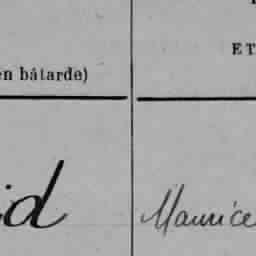 ET
en bâtarde)
id
Maurice